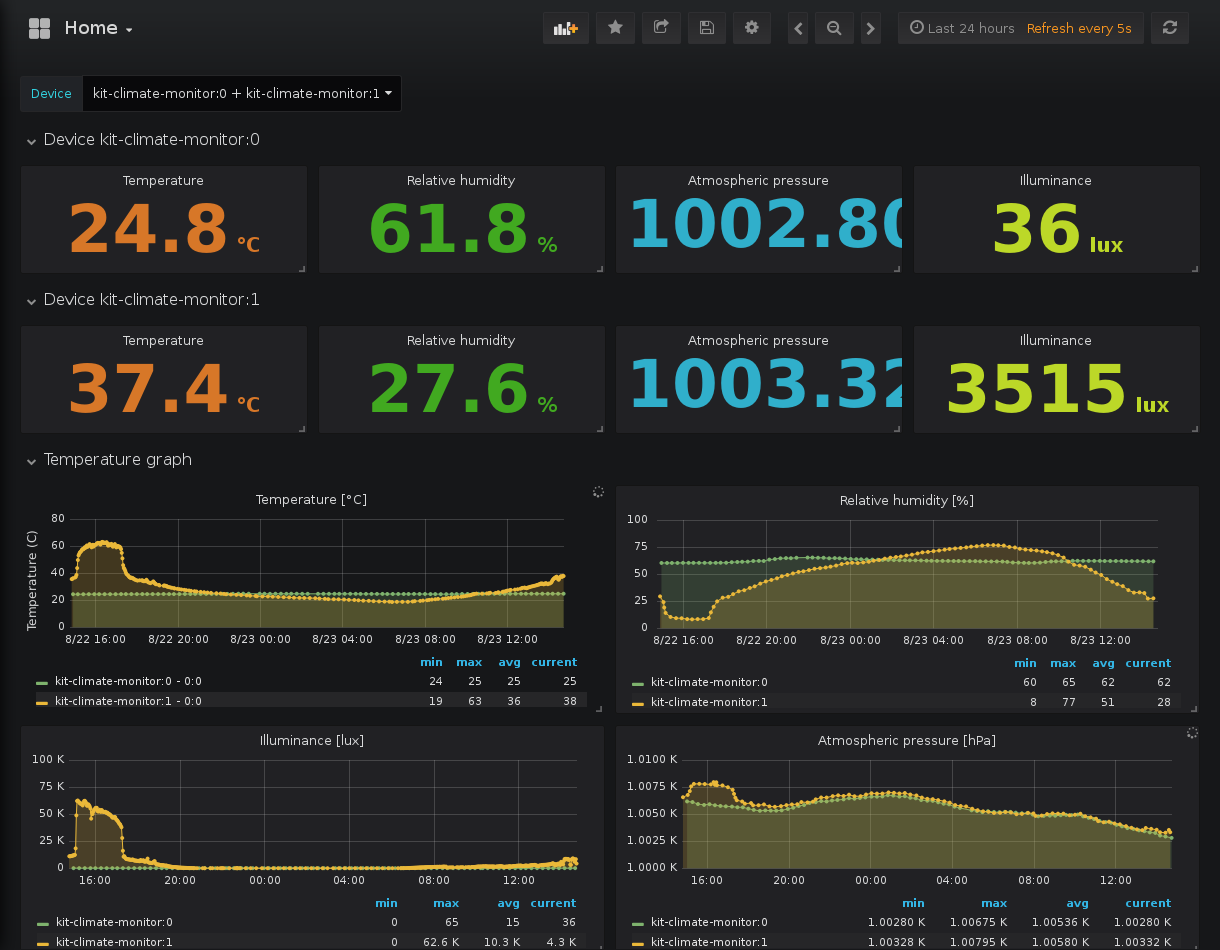 Home
Last 24 hours Refresh every 5s
Device kit-climate-monitor:0 + kit-climate-monitor:1
Device kit-climate-monitor:0
Temperature Relative humidity Atmospheric pressure Illuminance
24.8 °C 61.8 % 1002.80 36 lux
Device kit-climate-monitor:1
Temperature Relative humidity Atmospheric pressure Illuminance
37.4 °C 27.6 % 1003.32 3515 lux
Temperature graph
Temperature [°C]
Temperature (C)
80
60
40
20
0
8/22 16:00 8/22 20:00 8/23 00:00 8/23 04:00 8/23 08:00 8/23 12:00
min max avg current
kit-climate-monitor:0 - 0:0 24 25 25 25
kit-climate-monitor:1 - 0:0 19 63 36 38
Relative humidity [%]
100
75
50
25
0
8/22 16:00 8/22 20:00 8/23 00:00 8/23 04:00 8/23 08:00 8/23 12:00
min max avg current
kit-climate-monitor:0 60 65 62 62
kit-climate-monitor:1 8 77 51 28
Illuminance [lux]
100 K
75 K
50 K
25 K
0
16:00 20:00 00:00 04:00 08:00 12:00
min max avg current
kit-climate-monitor:0 0 65 15 36
kit-climate-monitor:1 0 62.6 K 10.3 K 4.3 K
Atmospheric pressure [hPa]
1.0100 K
1.0075 K
1.0050 K
1.0025 K
1.0000 K
16:00 20:00 00:00 04:00 08:00 12:00
min max avg current
kit-climate-monitor:0 1.00280 K 1.00675 K 1.00536 K 1.00280 K
kit-climate-monitor:1 1.00328 K 1.00795 K 1.00580 K 1.00332 K